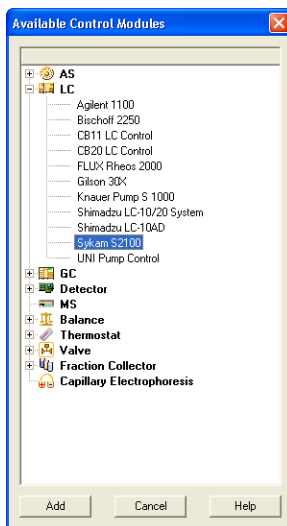 Available Control Modules
AS
LC
Agilent 1100
Bischoff 2250
CB11 LC Control
CB20 LC Control
FLUX Rheos 2000
Gilson 30X
Knauer Pump S 1000
Shimadzu LC-10/20 System
Shimadzu LC-10AD
Sykam S2100
UNI Pump Control
GC
Detector
MS
Balance
Thermostat
Valve
Fraction Collector
Capillary Electrophoresis
Add Cancel Help